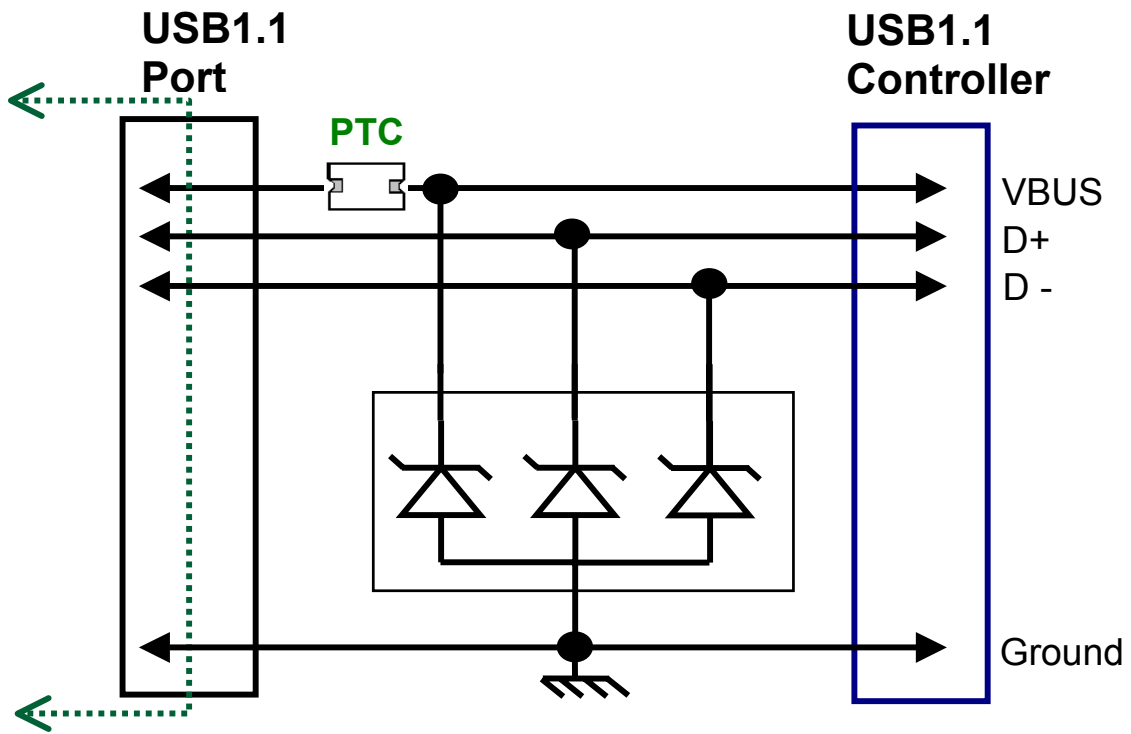 USB1.1
Port
USB1.1
Controller
PTC
VBUS
D+
D -
Ground